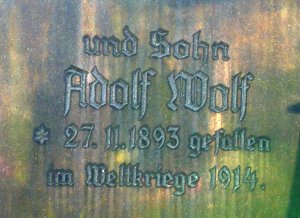 und Sohn
Adolf Wolf
* 27. 11. 1893 gefallen
im Weltkriege 1914.